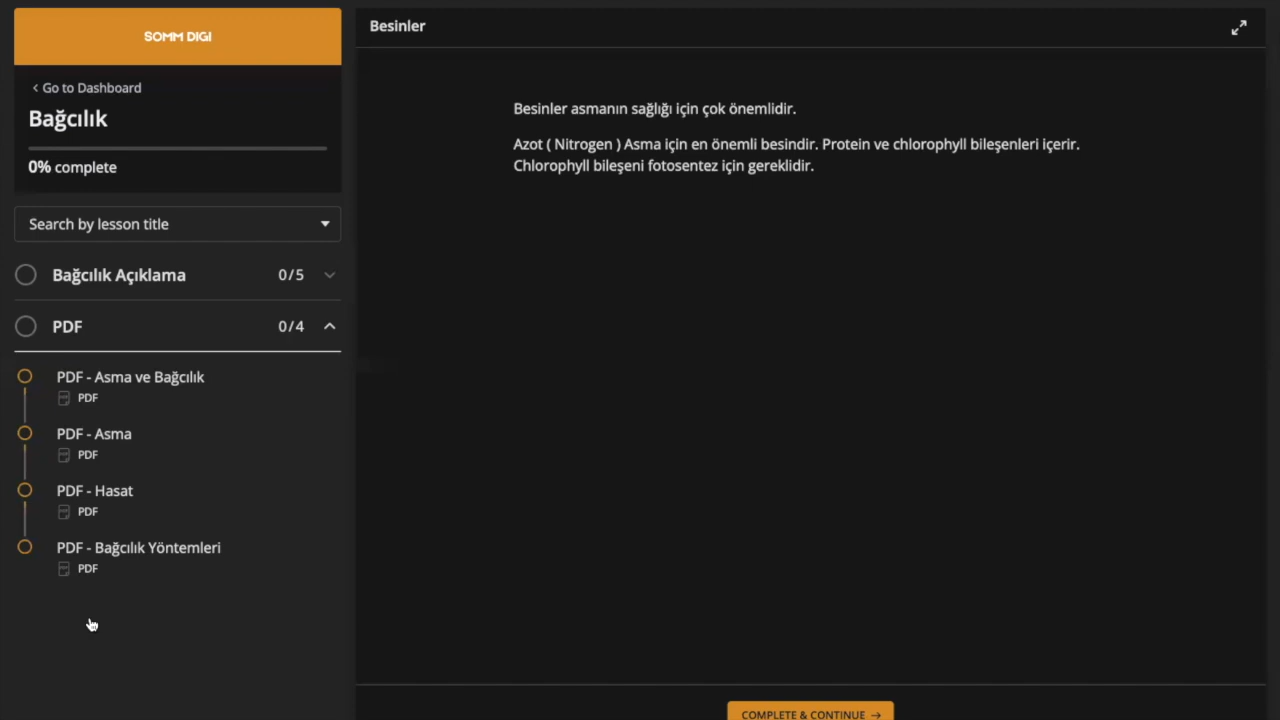 SOMM DIGI
Go to Dashboard
Bağcılık
0% complete
Search by lesson title
Bağcılık Açıklama 0/5
PDF 0/4
PDF - Asma ve Bağcılık
PDF
PDF - Asma
PDF
PDF - Hasat
PDF
PDF - Bağcılık Yöntemleri
PDF
Besinler
Besinler asmanın sağlığı için çok önemlidir.
Azot ( Nitrogen ) Asma için en önemli besindir. Protein ve chlorophyll bileşenleri içerir.
Chlorophyll bileşeni fotosentez için gereklidir.
COMPLETE & CONTINUE →